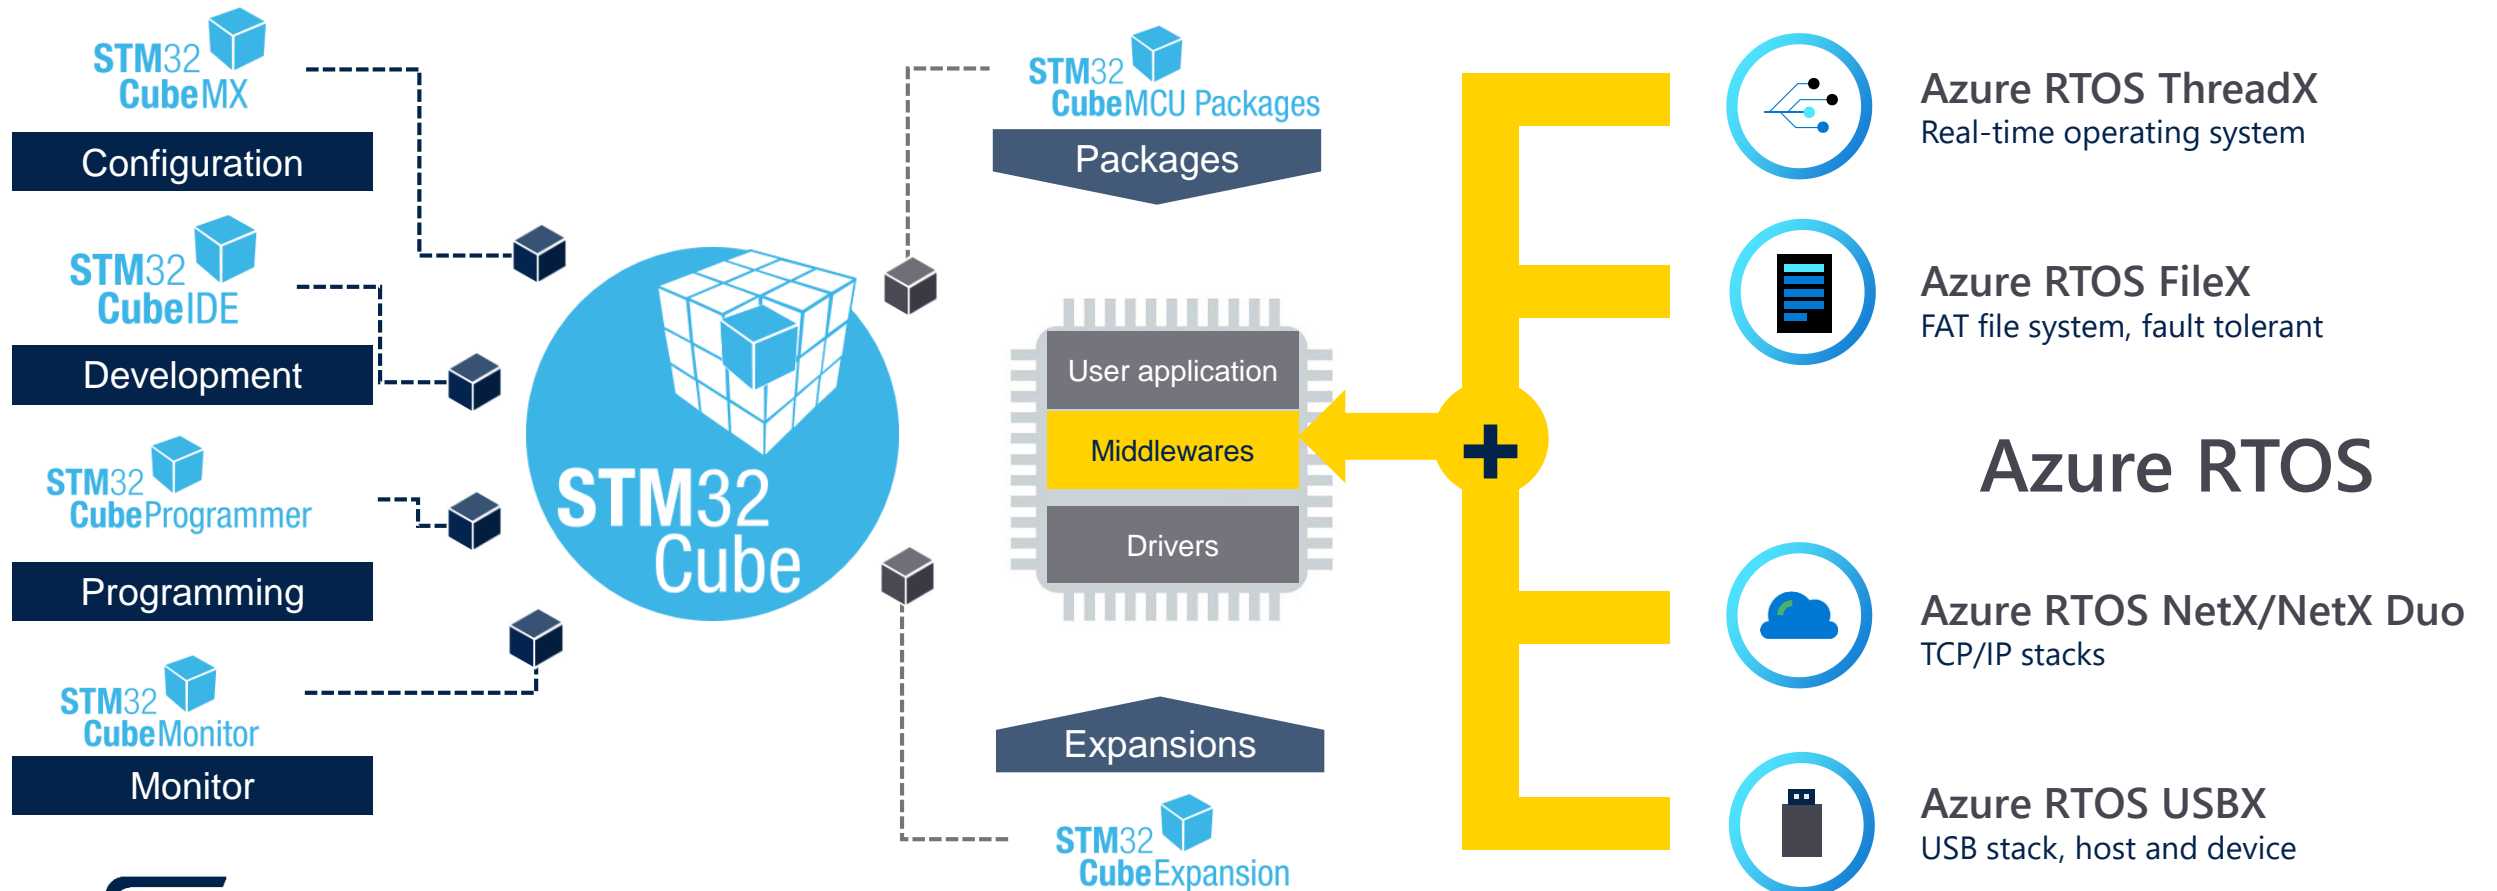 STM32
CubeMX
Configuration
STM32
CubeIDE
Development
STM32
CubeProgrammer
Programming
STM32
CubeMonitor
Monitor
STM32
Cube
STM32
CubeMCU Packages
Packages
User application
Middlewares
Drivers
Expansions
STM32
CubeExpansion
+
Azure RTOS ThreadX
Real-time operating system
Azure RTOS FileX
FAT file system, fault tolerant
Azure RTOS
Azure RTOS NetX/NetX Duo
TCP/IP stacks
Azure RTOS USBX
USB stack, host and device